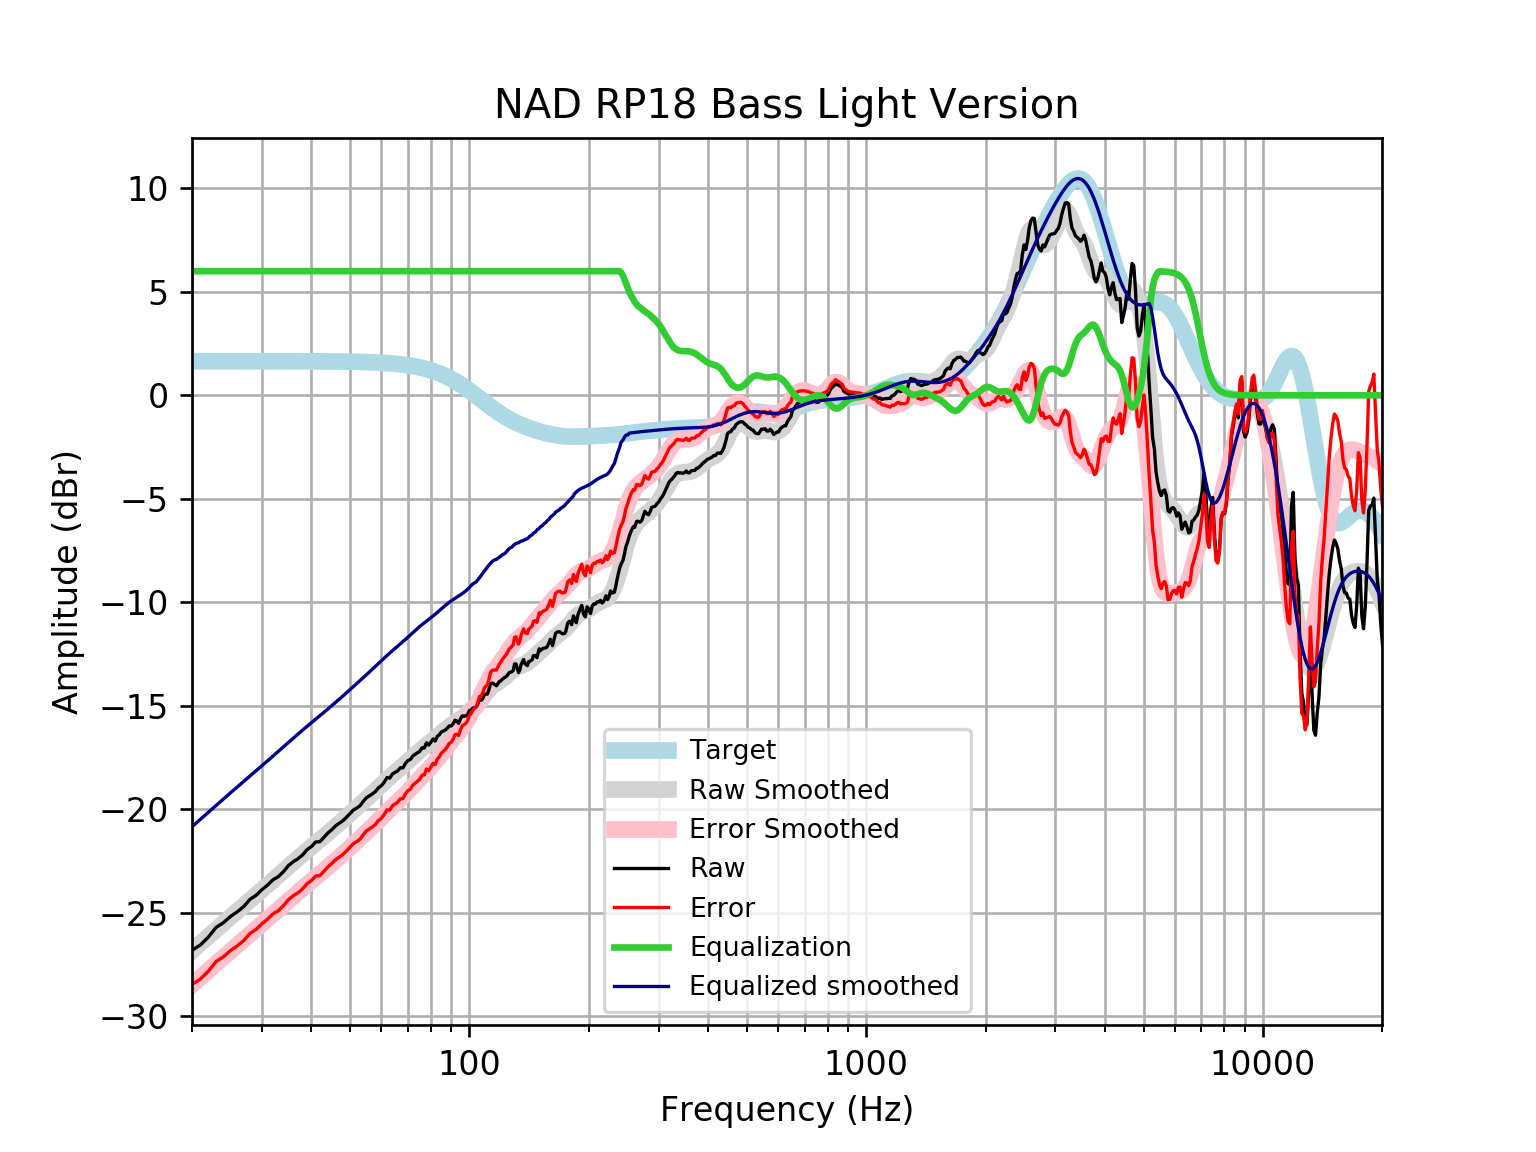 NAD RP18 Bass Light Version
10
5
0
−5
−10
−15
−20
−25
−30
Amplitude (dBr)
Target
Raw Smoothed
Error Smoothed
Raw
Error
Equalization
Equalized smoothed
100 1000 10000
Frequency (Hz)